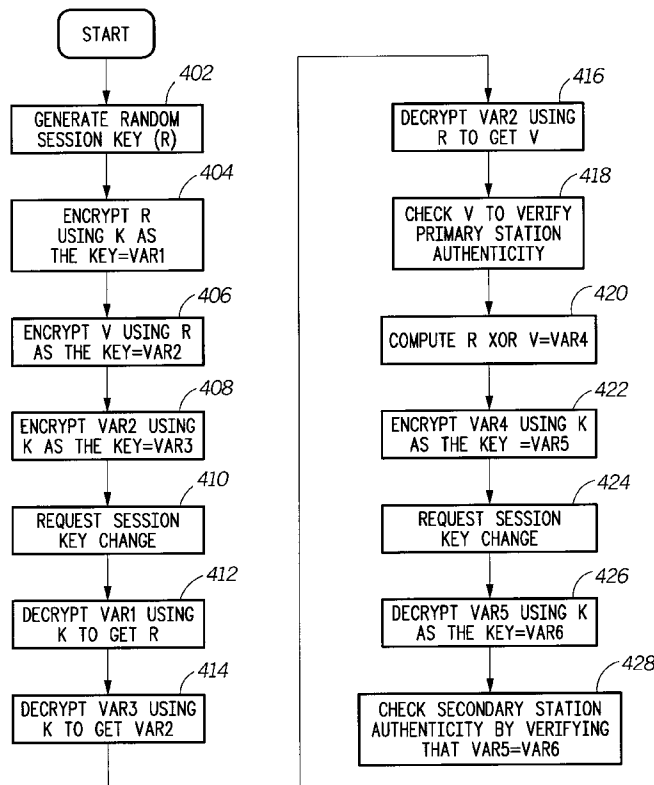 START
402
GENERATE RANDOM
SESSION KEY (R)
404
ENCRYPT R
USING K AS
THE KEY=VAR1
406
ENCRYPT V USING R
AS THE KEY=VAR2
408
ENCRYPT VAR2 USING
K AS THE KEY=VAR3
410
REQUEST SESSION
KEY CHANGE
412
DECRYPT VAR1 USING
K TO GET R
414
DECRYPT VAR3 USING
K TO GET VAR2
416
DECRYPT VAR2 USING
R TO GET V
418
CHECK V TO VERIFY
PRIMARY STATION
AUTHENTICITY
420
COMPUTE R XOR V=VAR4
422
ENCRYPT VAR4 USING K
AS THE KEY =VAR5
424
REQUEST SESSION
KEY CHANGE
426
DECRYPT VAR5 USING K
AS THE KEY=VAR6
428
CHECK SECONDARY STATION
AUTHENTICITY BY VERIFYING
THAT VAR5=VAR6